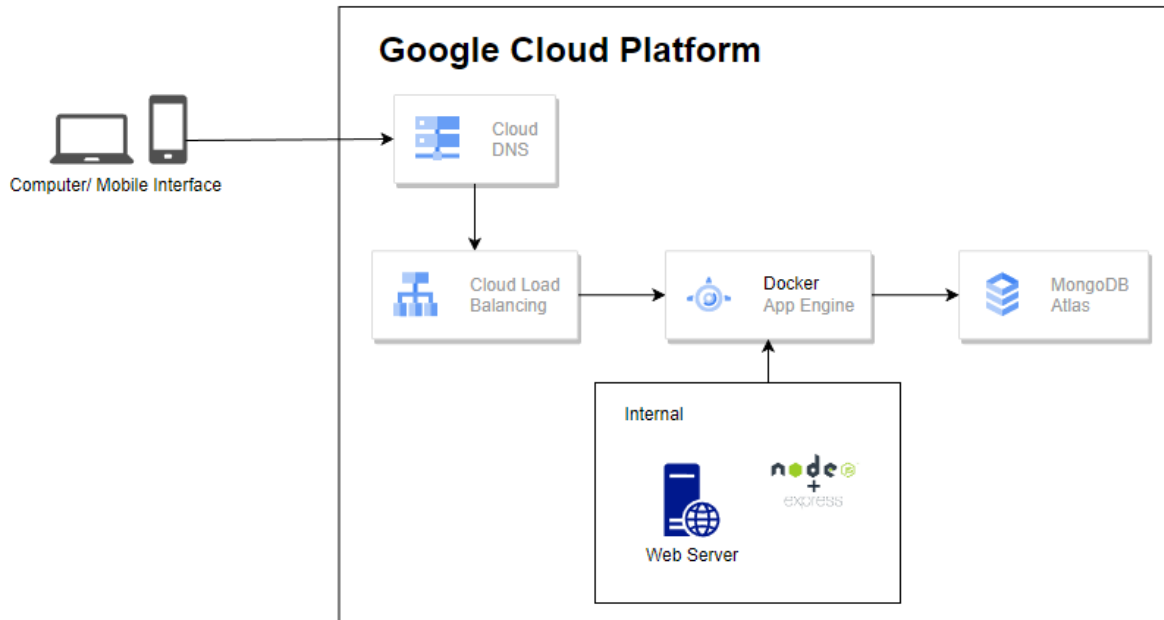 Google Cloud Platform
Cloud
DNS
Computer/ Mobile Interface
Cloud Load
Balancing
Docker
App Engine
MongoDB
Atlas
Internal
node
JS
+
express
Web Server